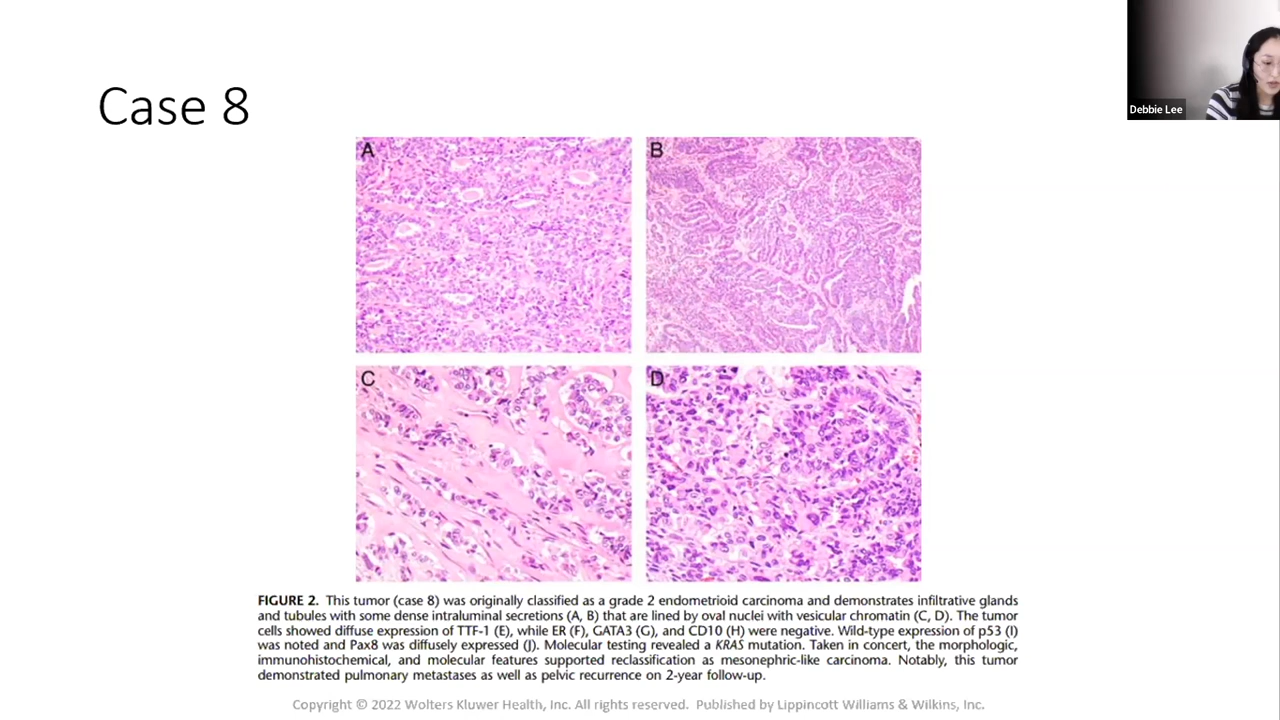 Debbie Lee
Case 8
A
B
C
D
FIGURE 2. This tumor (case 8) was originally classified as a grade 2 endometrioid carcinoma and demonstrates infiltrative glands
and tubules with some dense intraluminal secretions (A, B) that are lined by oval nuclei with vesicular chromatin (C, D). The tumor
cells showed diffuse expression of TTF-1 (E), while ER (F), GATA3 (G), and CD10 (H) were negative. Wild-type expression of p53 (I)
was noted and Pax8 was diffusely expressed (J). Molecular testing revealed a KRAS mutation. Taken in concert, the morphologic,
immunohistochemical, and molecular features supported reclassification as mesonephric-like carcinoma. Notably, this tumor
demonstrated pulmonary metastases as well as pelvic recurrence on 2-year follow-up.
Copyright © 2022 Wolters Kluwer Health, Inc. All rights reserved. Published by Lippincott Williams & Wilkins, Inc.